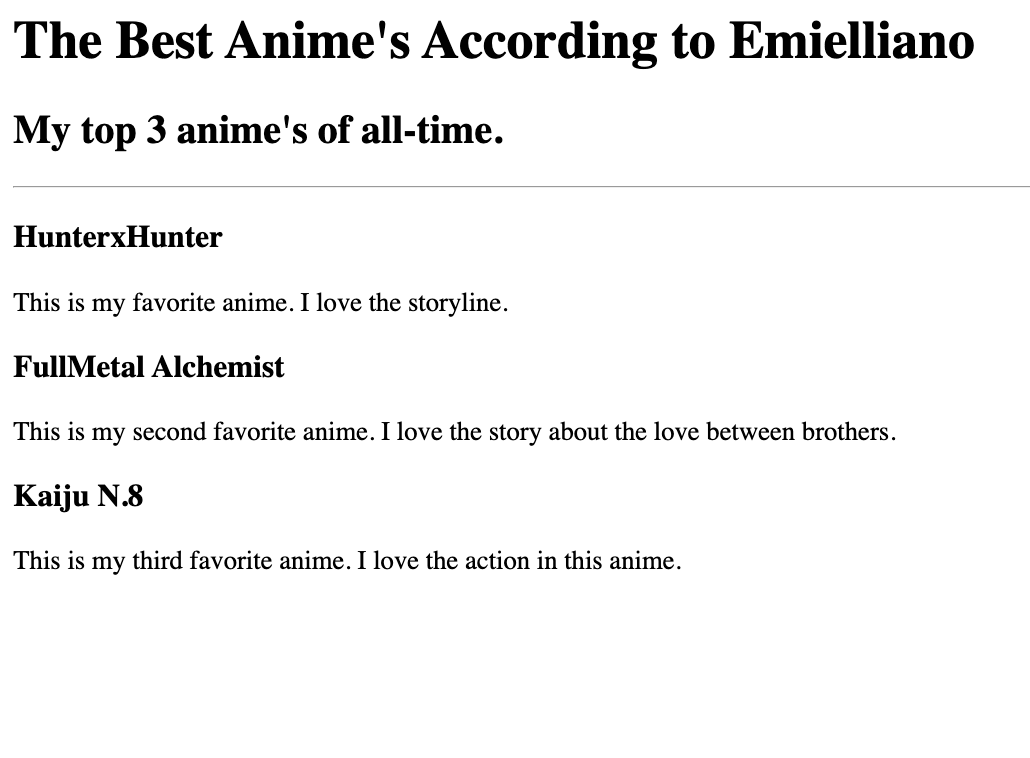 The Best Anime's According to Emielliano
My top 3 anime's of all-time.
HunterxHunter
This is my favorite anime. I love the storyline.
FullMetal Alchemist
This is my second favorite anime. I love the story about the love between brothers.
Kaiju N.8
This is my third favorite anime. I love the action in this anime.